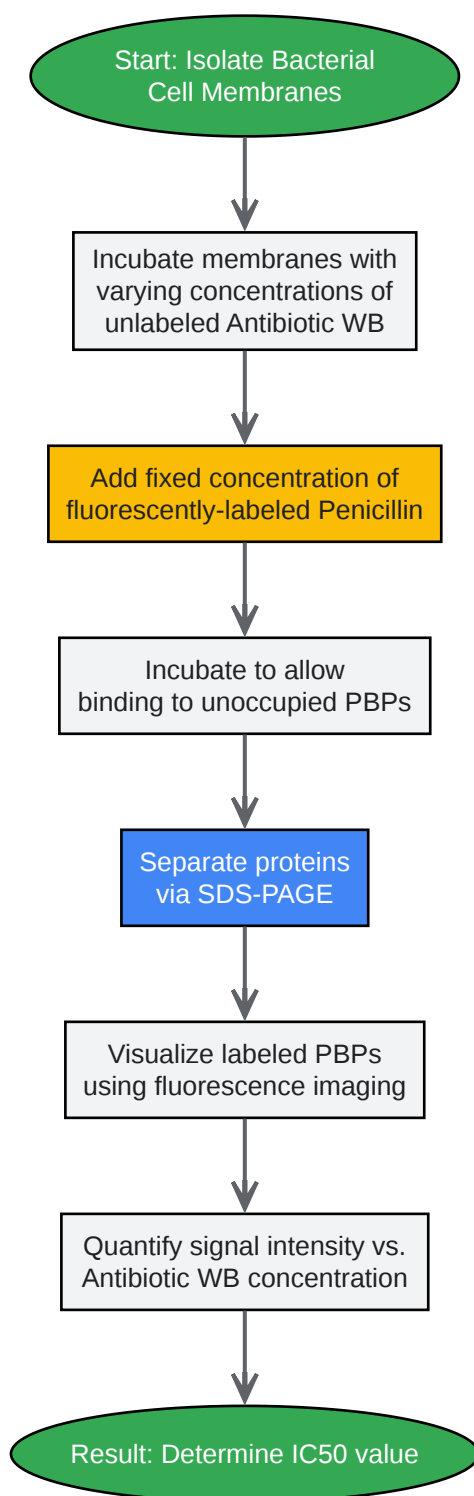 Start: Isolate Bacterial
Cell Membranes
Incubate membranes with
varying concentrations of
unlabeled Antibiotic WB
Add fixed concentration of
fluorescently-labeled Penicillin
Incubate to allow
binding to unoccupied PBPs
Separate proteins
via SDS-PAGE
Visualize labeled PBPs
using fluorescence imaging
Quantify signal intensity vs.
Antibiotic WB concentration
Result: Determine IC50 value